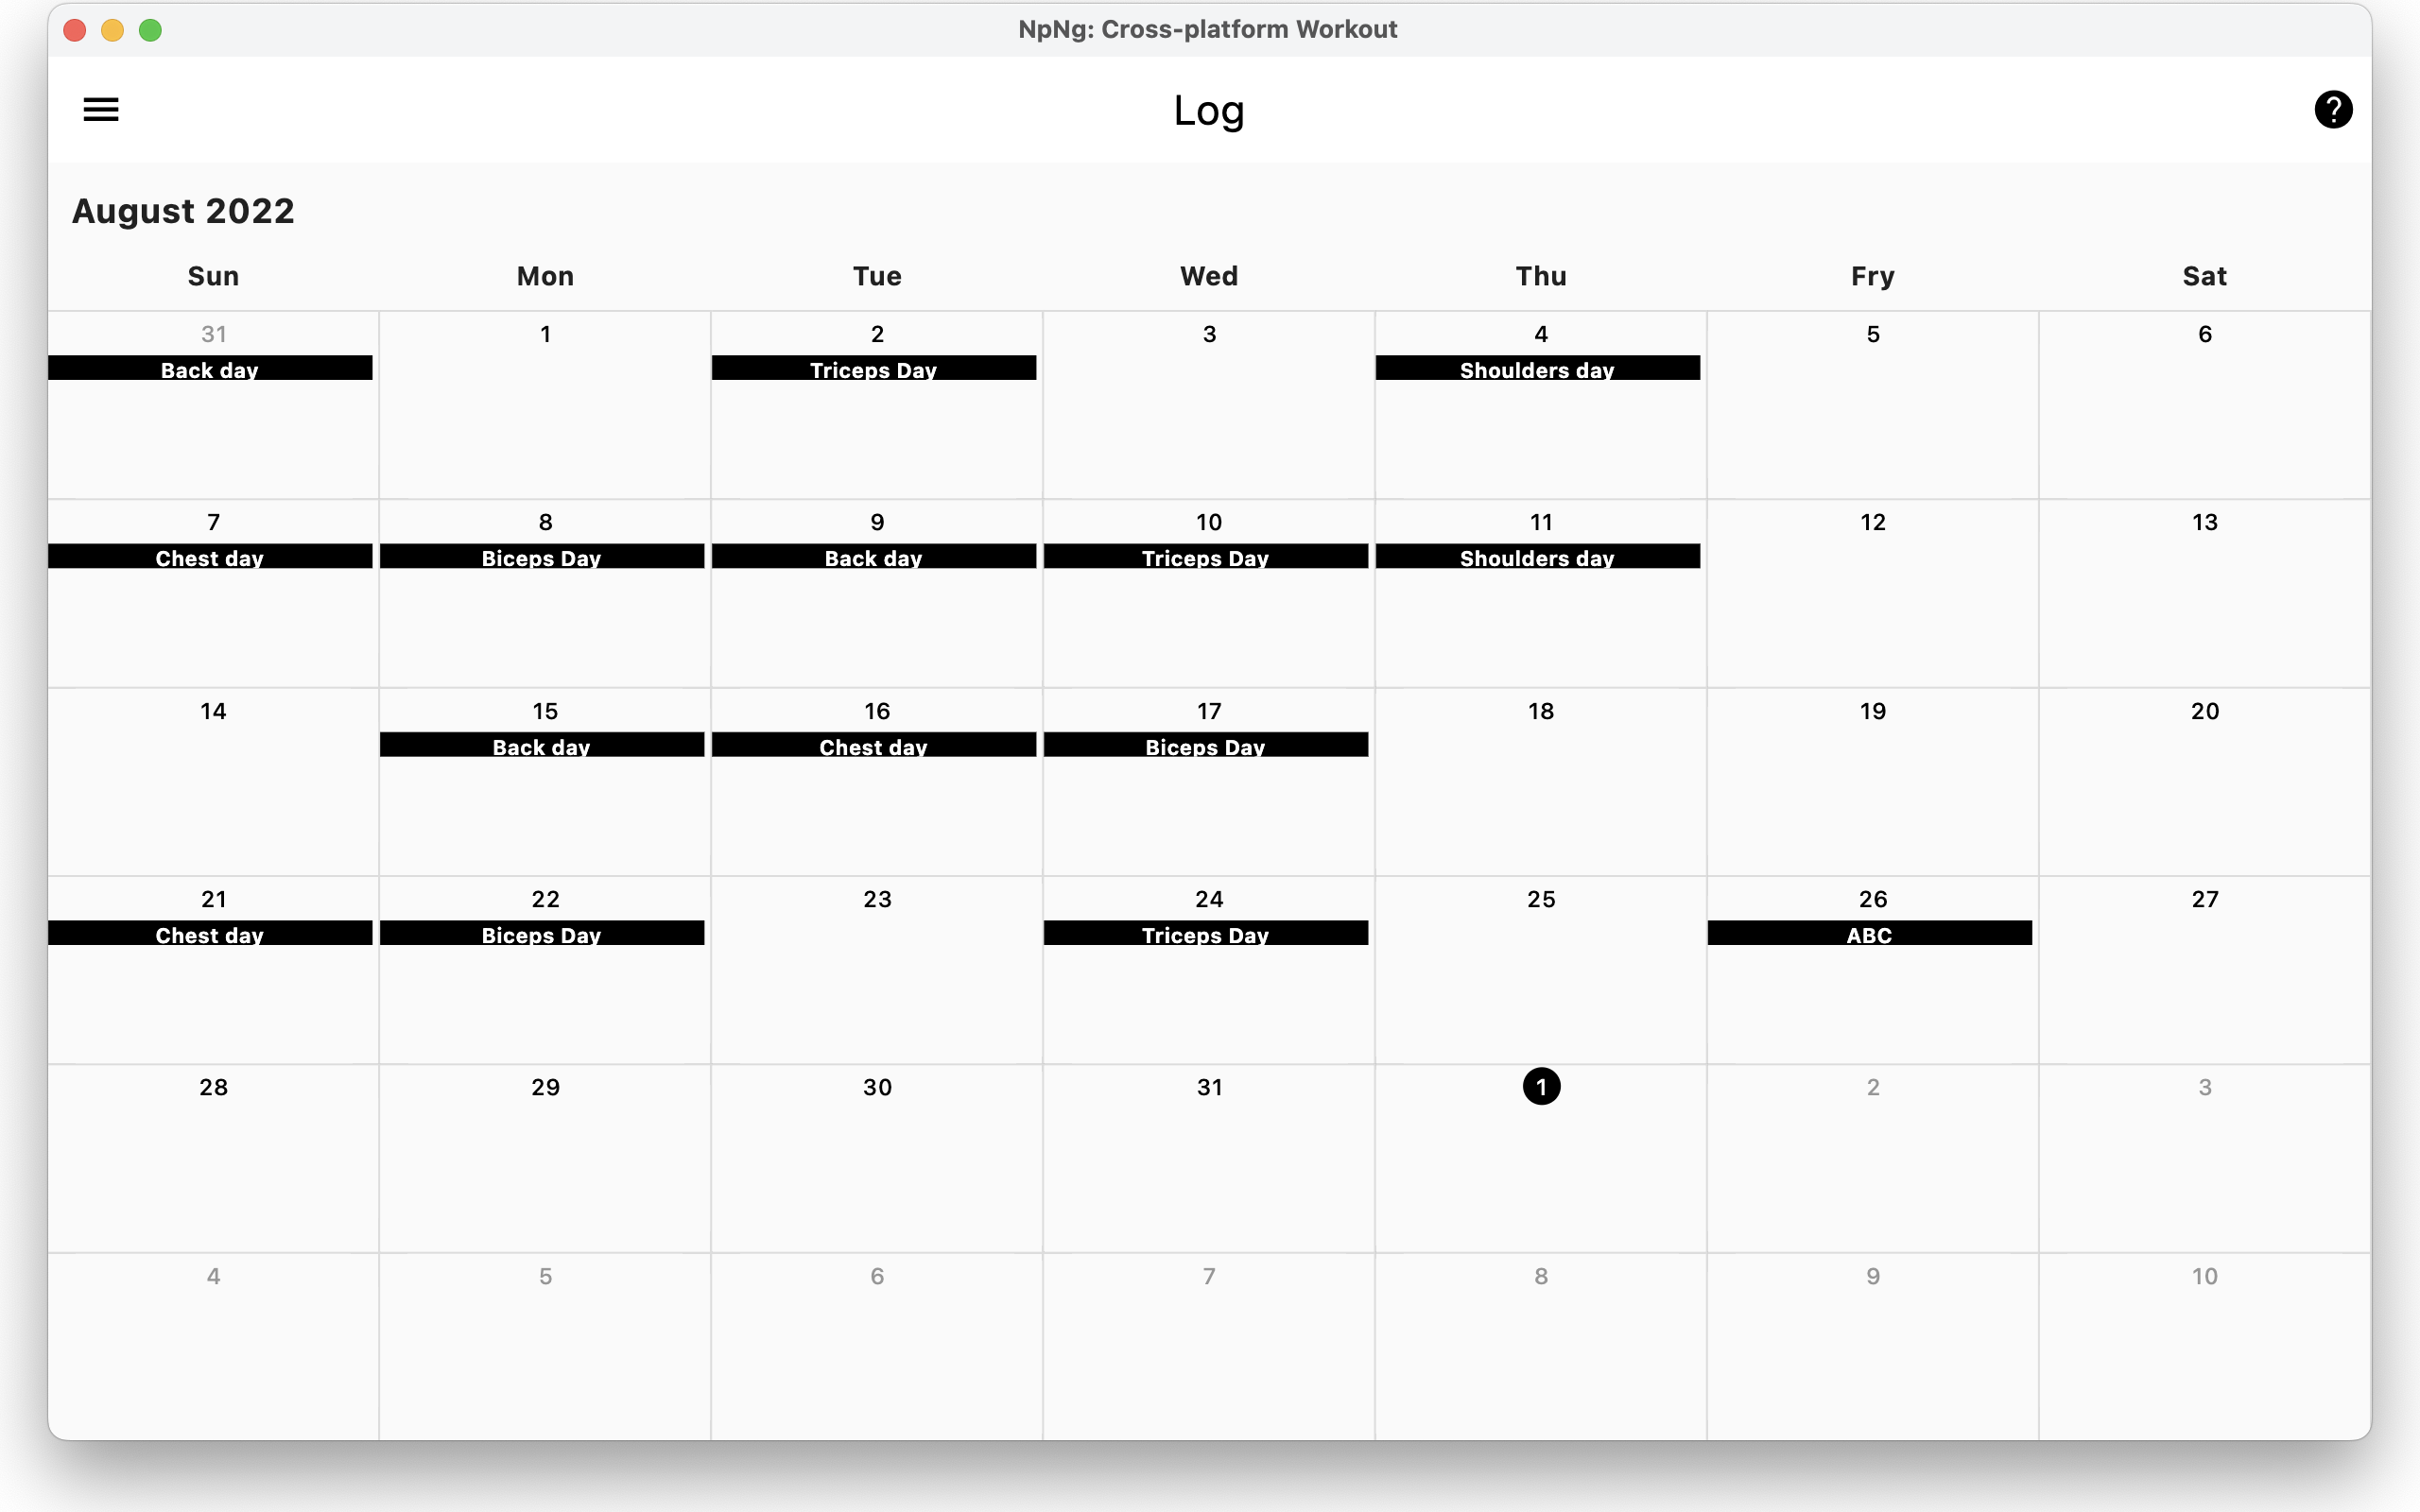 NpNg: Cross-platform Workout
Log
?
August 2022
Sun Mon Tue Wed Thu Fry Sat
31 1 2 3 4 5 6
Back day Triceps Day Shoulders day
7 8 9 10 11 12 13
Chest day Biceps Day Back day Triceps Day Shoulders day
14 15 16 17 18 19 20
Back day Chest day Biceps Day
21 22 23 24 25 26 27
Chest day Biceps Day Triceps Day ABC
28 29 30 31 1 2 3
4 5 6 7 8 9 10